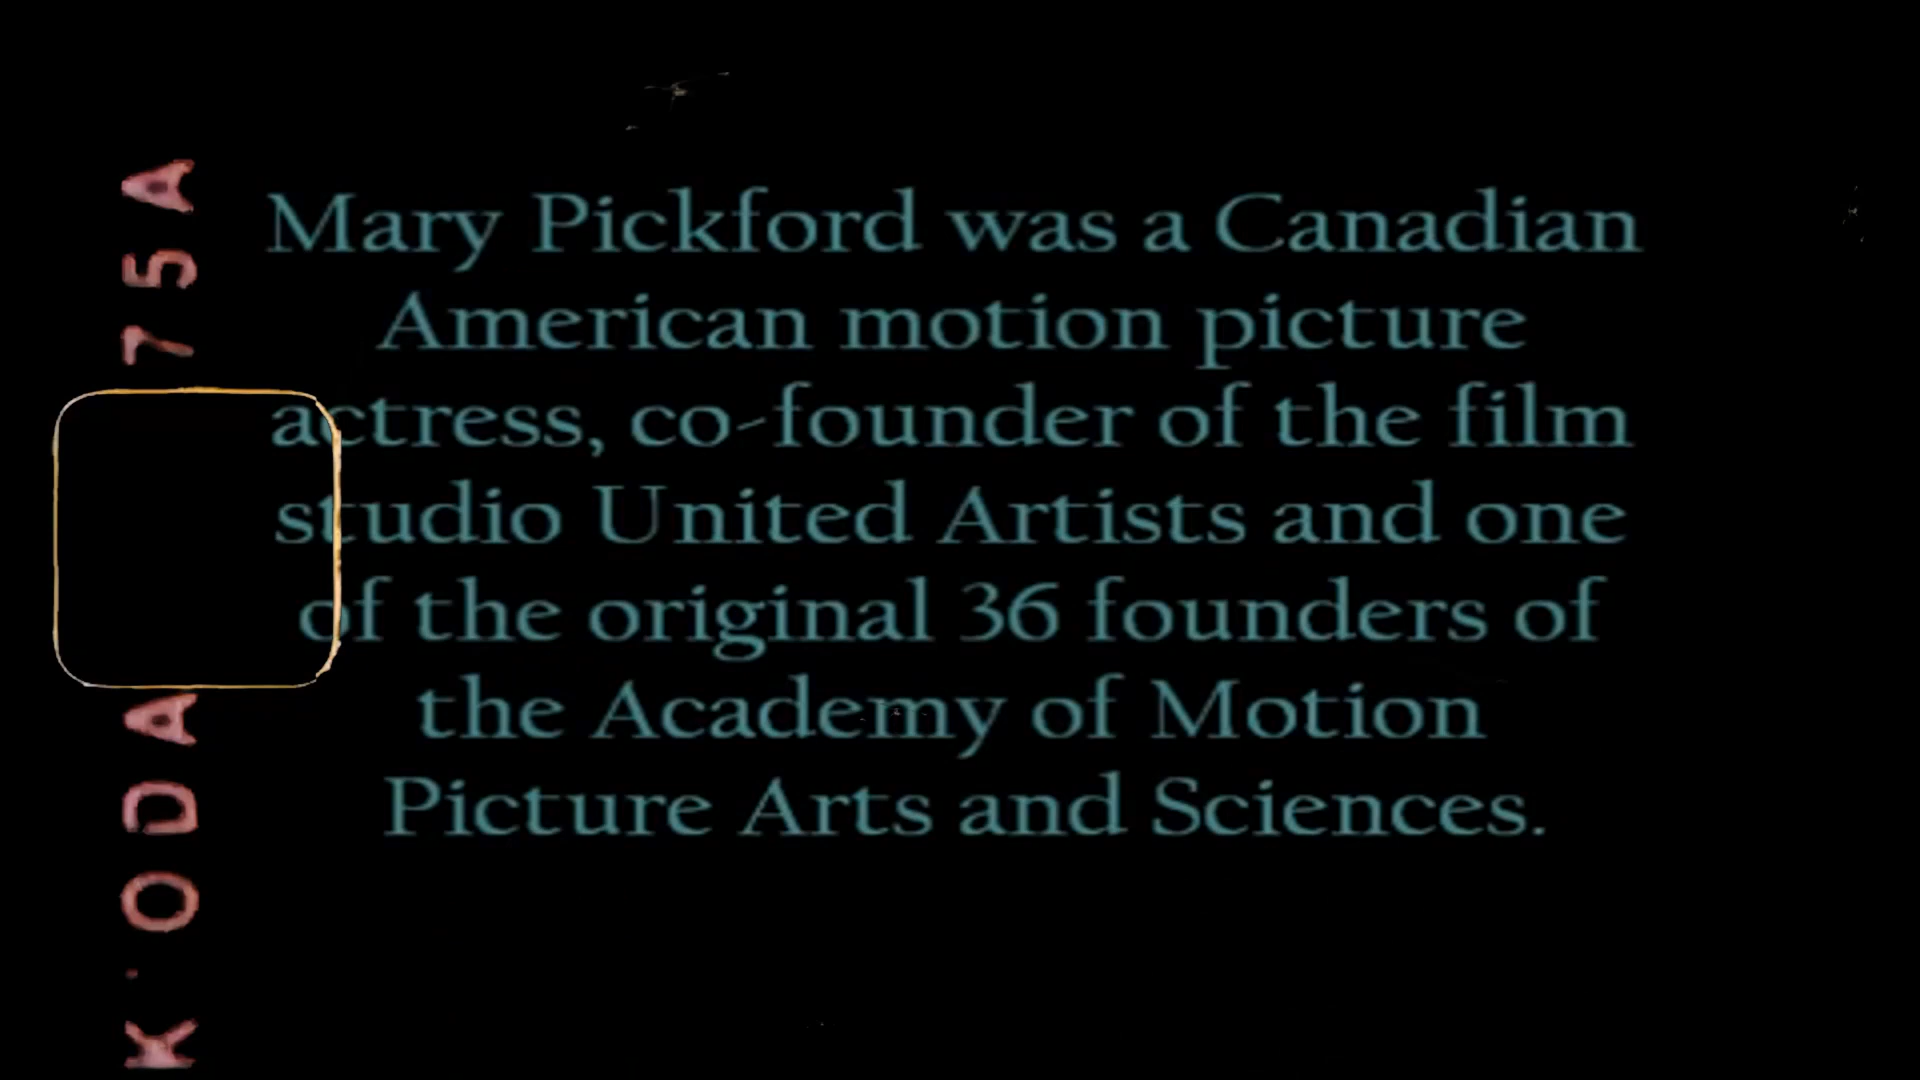 Mary Pickford was a Canadian
American motion picture
actress, co-founder of the film
studio United Artists and one
of the original 36 founders of
the Academy of Motion
Picture Arts and Sciences.
K·ODA
75A